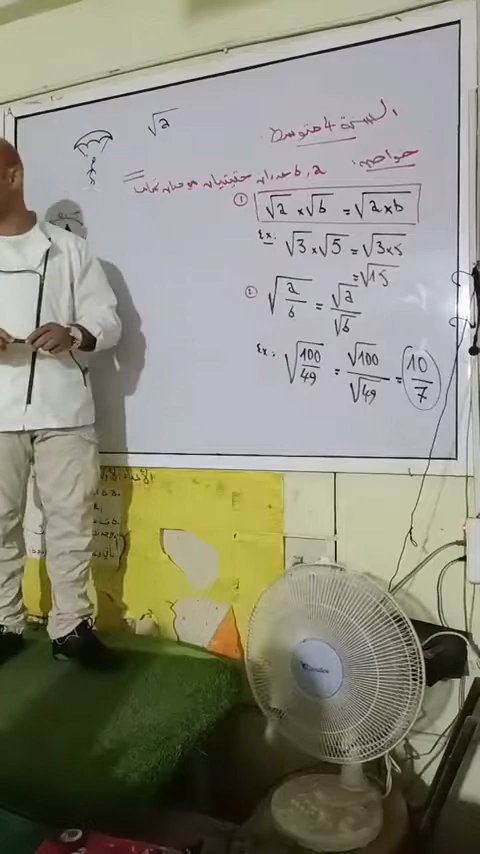 السنة 4 متوسط
√a
خواص:
a, b عددان حقيقيان موجبان تماما
① √a × √b = √a×b
Ex: √3 × √5 = √3×5
= √15
② √a/b = √a/√b
Ex: √100/49 = √100/√49 = 10/7